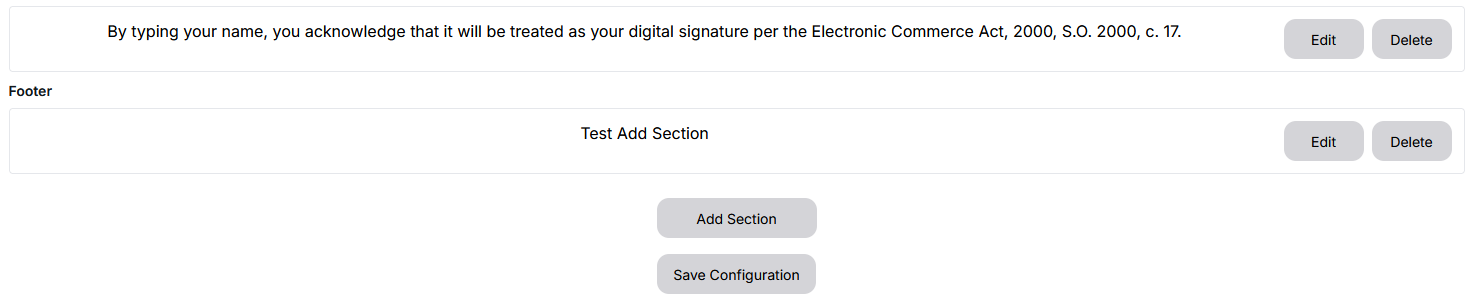 By typing your name, you acknowledge that it will be treated as your digital signature per the Electronic Commerce Act, 2000, S.O. 2000, c. 17.
Edit
Delete
Footer
Test Add Section
Edit
Delete
Add Section
Save Configuration